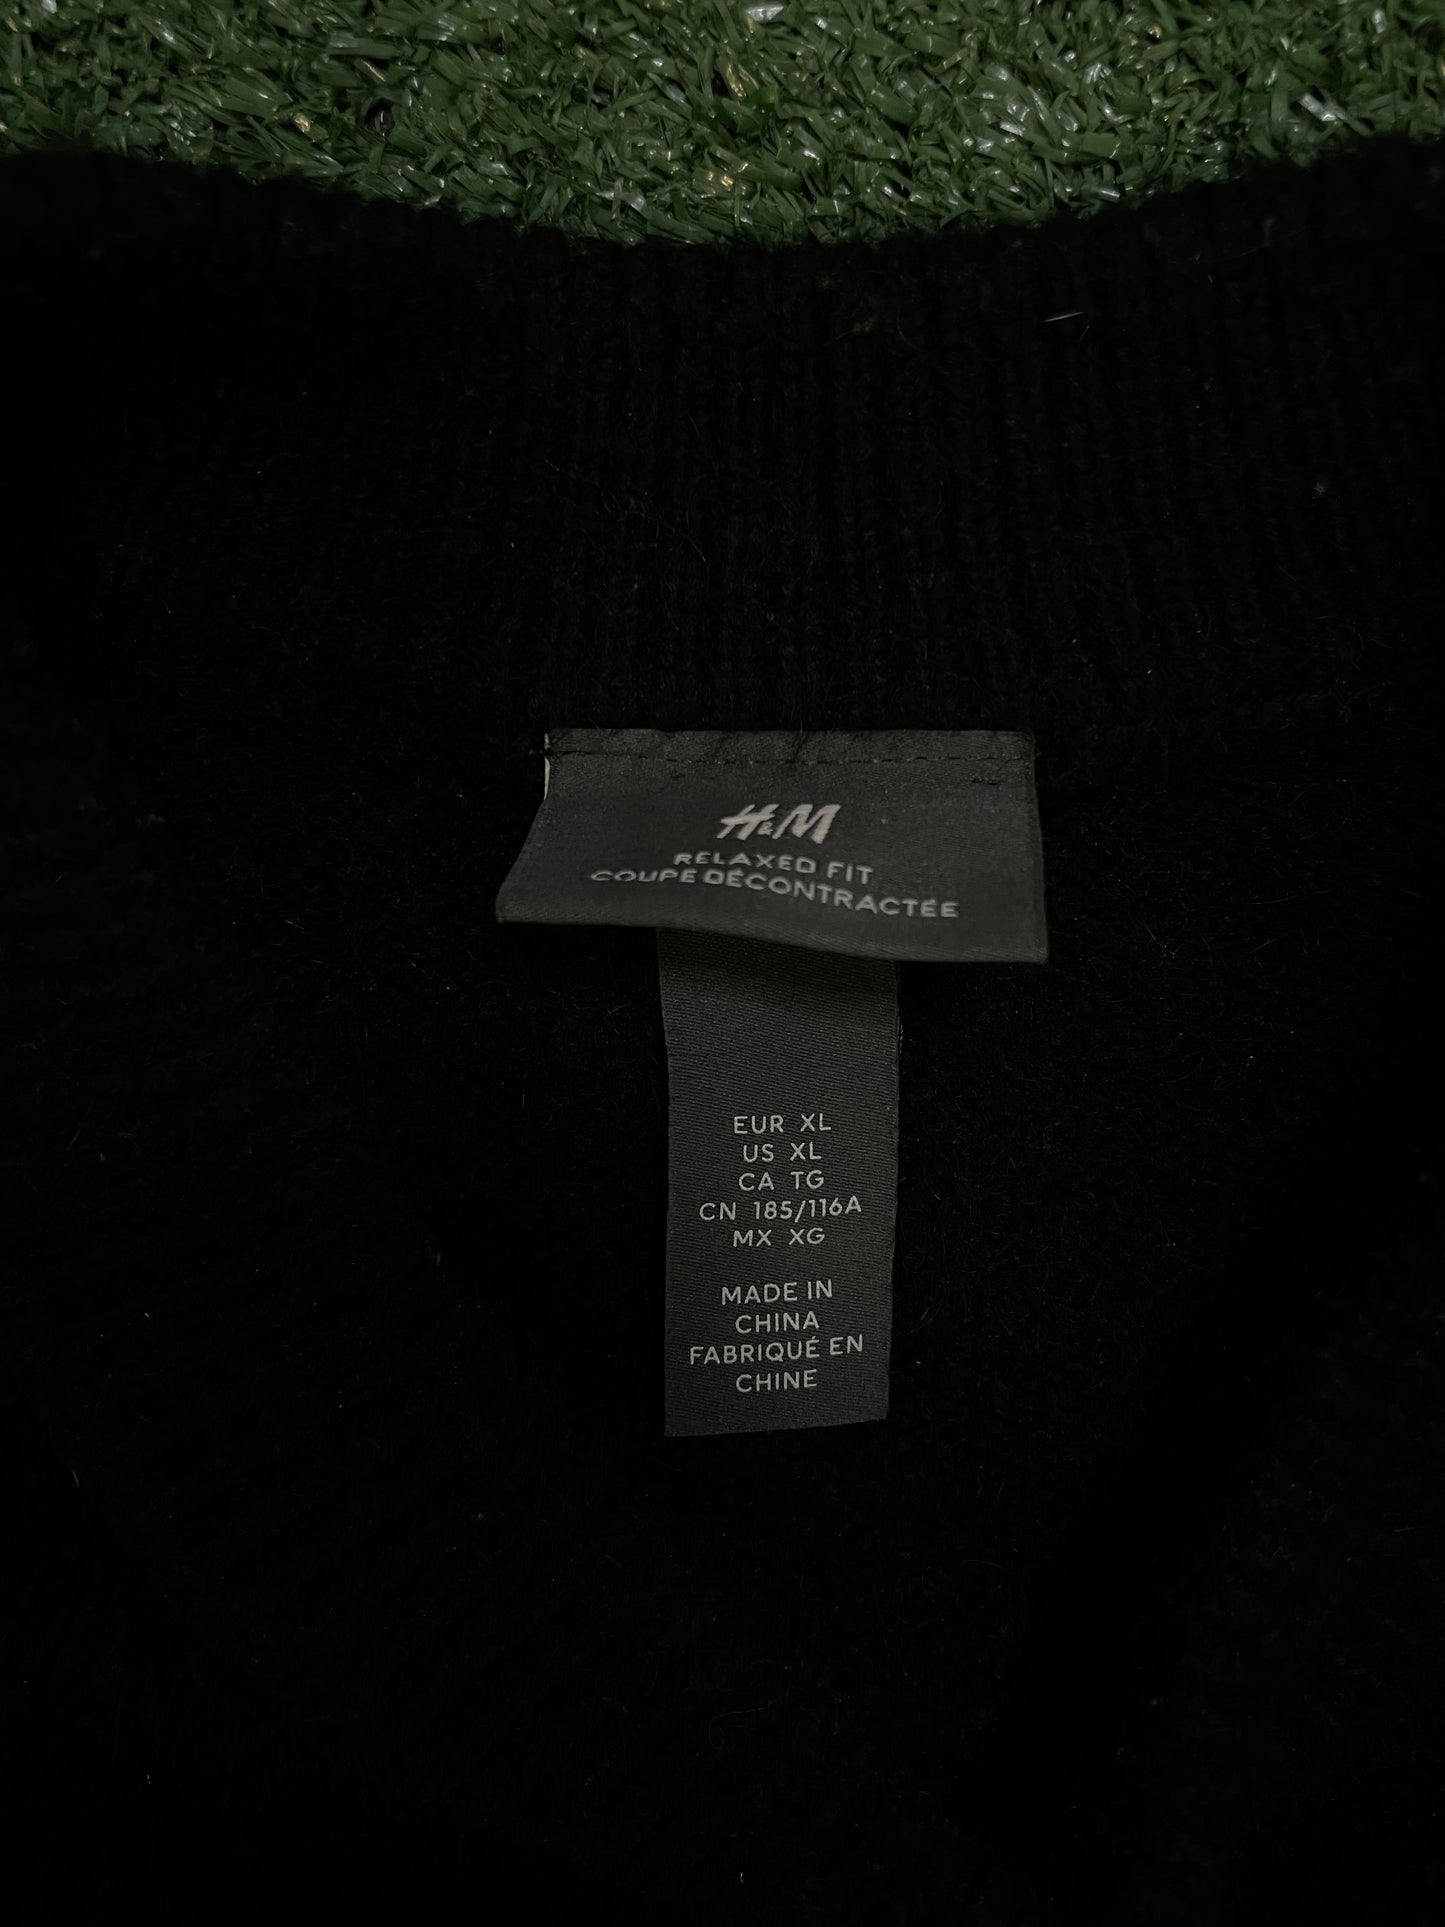 H&M
RELAXED FIT
COUPE DÉCONTRACTÉE
EUR XL
US XL
CA TG
CN 185/116A
MX XG
MADE IN
CHINA
FABRIQUÉ EN
CHINE